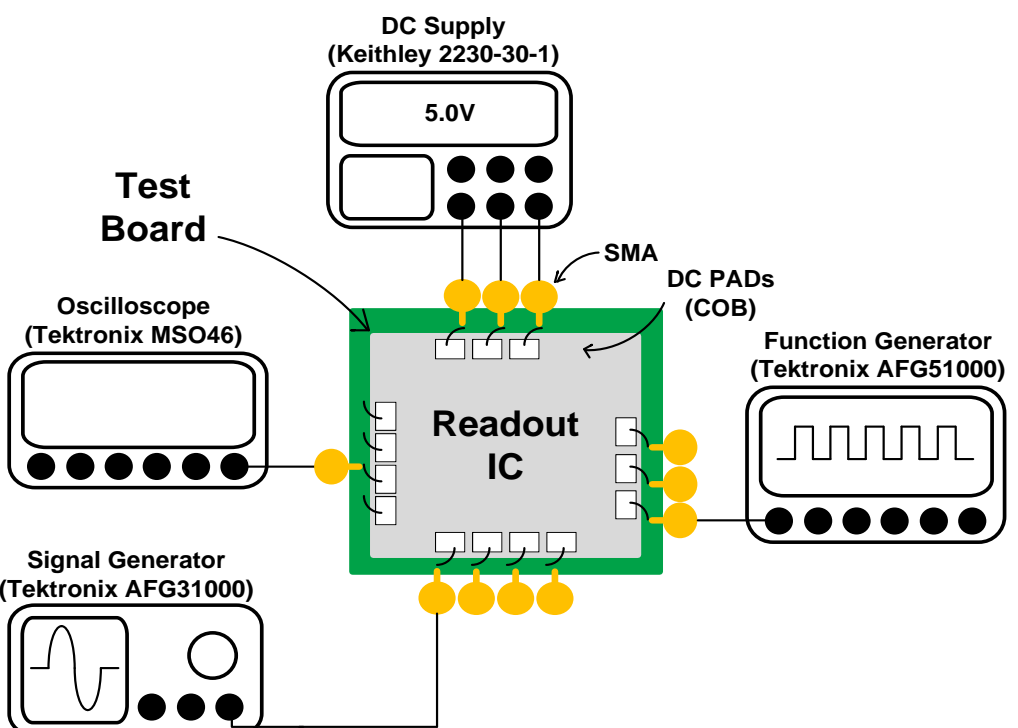 DC Supply
(Keithley 2230-30-1)
5.0V
Test
Board
SMA
DC PADs
(COB)
Oscilloscope
(Tektronix MSO46)
Function Generator
(Tektronix AFG51000)
Readout
IC
Signal Generator
(Tektronix AFG31000)